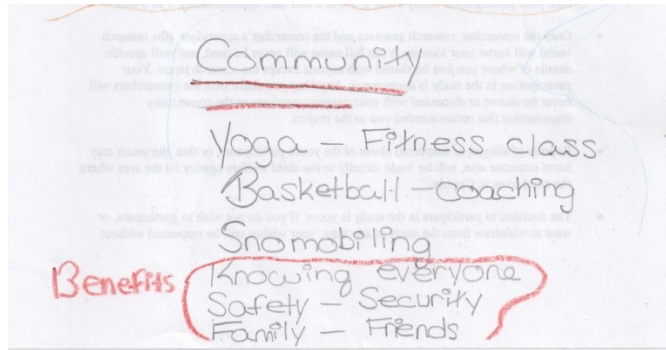 Community
Yoga - Fitness class
Basketball - coaching
Snomobiling
Benefits
Knowing everyone
Safety - Security
Family - Friends